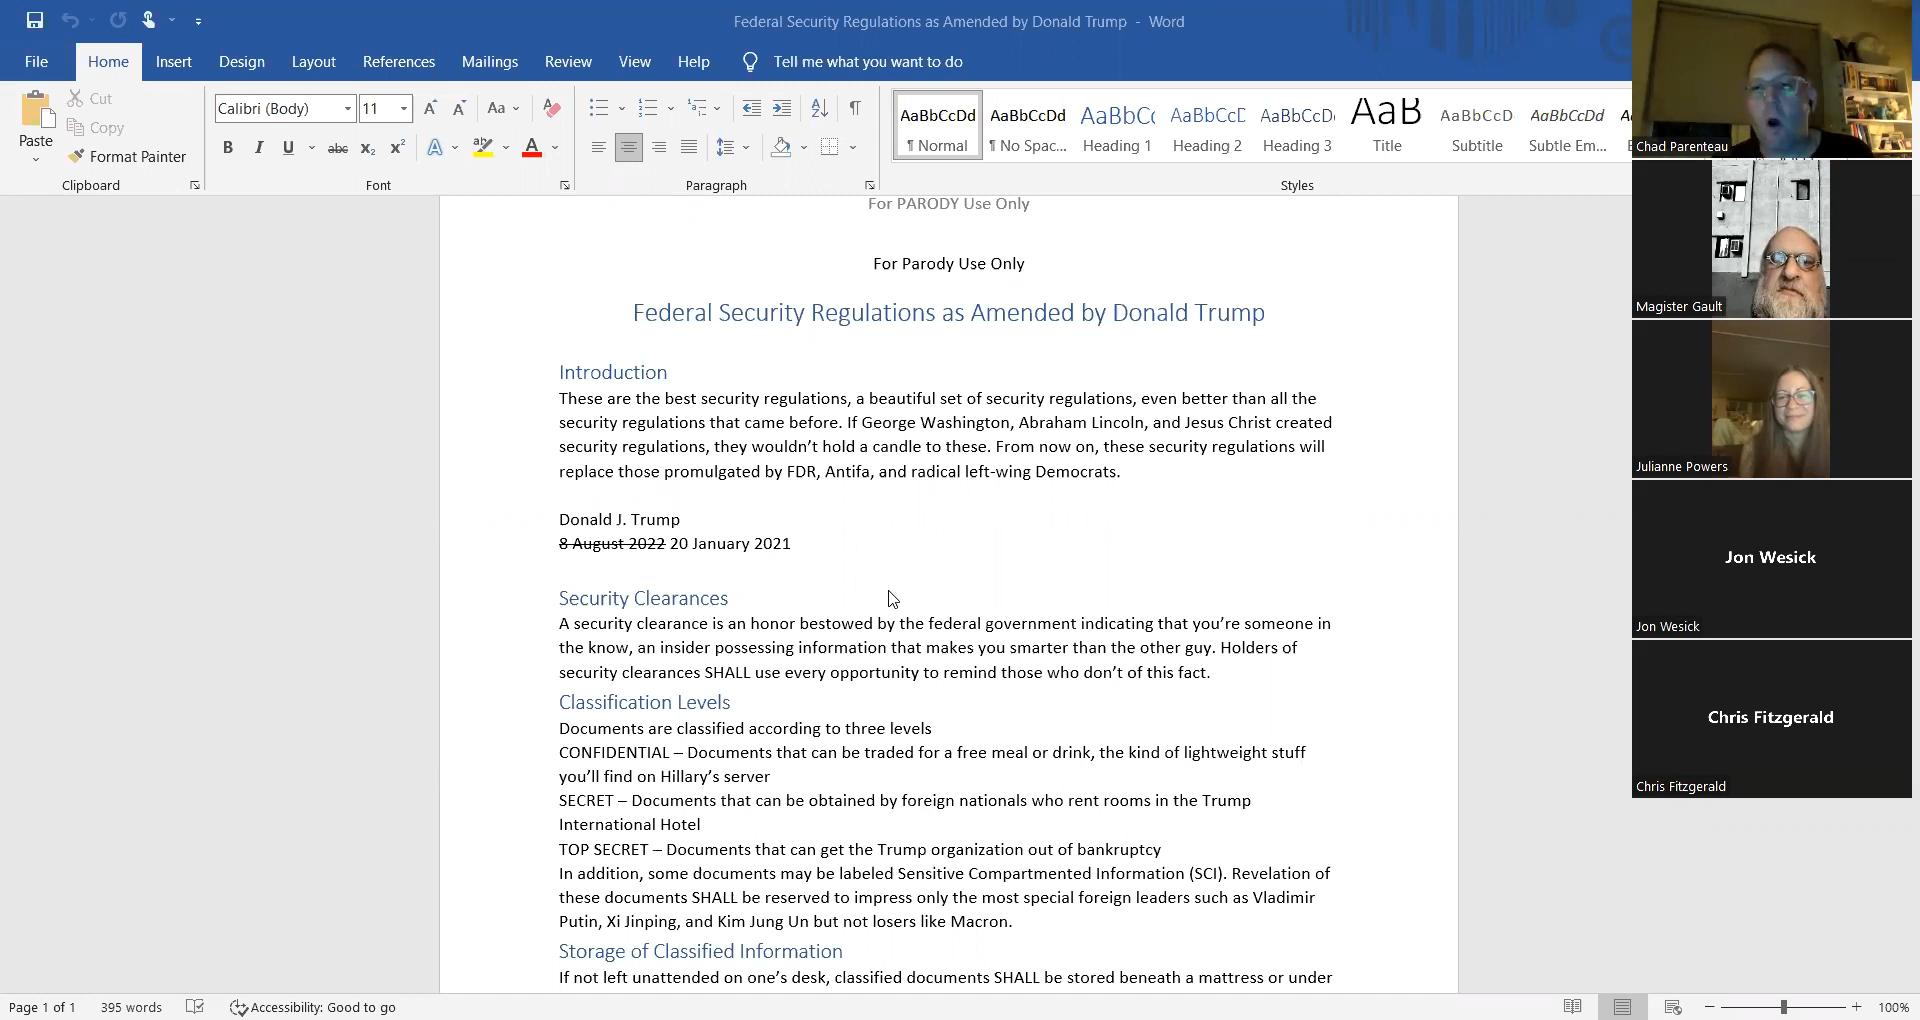 Federal Security Regulations as Amended by Donald Trump - Word
File Home Insert Design Layout References Mailings Review View Help Tell me what you want to do
Paste
Cut
Copy
Format Painter
Clipboard
Calibri (Body) 11
Font
Paragraph
AaBbCcDd AaBbCcDd AaBbCc AaBbCcC AaBbCcD AaB AaBbCcD AaBbCcDd
¶ Normal ¶ No Spac... Heading 1 Heading 2 Heading 3 Title Subtitle Subtle Em...
Styles
For PARODY Use Only
For Parody Use Only
Federal Security Regulations as Amended by Donald Trump
Introduction
These are the best security regulations, a beautiful set of security regulations, even better than all the
security regulations that came before. If George Washington, Abraham Lincoln, and Jesus Christ created
security regulations, they wouldn’t hold a candle to these. From now on, these security regulations will
replace those promulgated by FDR, Antifa, and radical left-wing Democrats.
Donald J. Trump
8 August 2022 20 January 2021
Security Clearances
A security clearance is an honor bestowed by the federal government indicating that you’re someone in
the know, an insider possessing information that makes you smarter than the other guy. Holders of
security clearances SHALL use every opportunity to remind those who don’t of this fact.
Classification Levels
Documents are classified according to three levels
CONFIDENTIAL – Documents that can be traded for a free meal or drink, the kind of lightweight stuff
you’ll find on Hillary’s server
SECRET – Documents that can be obtained by foreign nationals who rent rooms in the Trump
International Hotel
TOP SECRET – Documents that can get the Trump organization out of bankruptcy
In addition, some documents may be labeled Sensitive Compartmented Information (SCI). Revelation of
these documents SHALL be reserved to impress only the most special foreign leaders such as Vladimir
Putin, Xi Jinping, and Kim Jung Un but not losers like Macron.
Storage of Classified Information
If not left unattended on one’s desk, classified documents SHALL be stored beneath a mattress or under
Page 1 of 1 395 words Accessibility: Good to go 100%
Chad Parenteau
Magister Gault
Julianne Powers
Jon Wesick
Jon Wesick
Chris Fitzgerald
Chris Fitzgerald